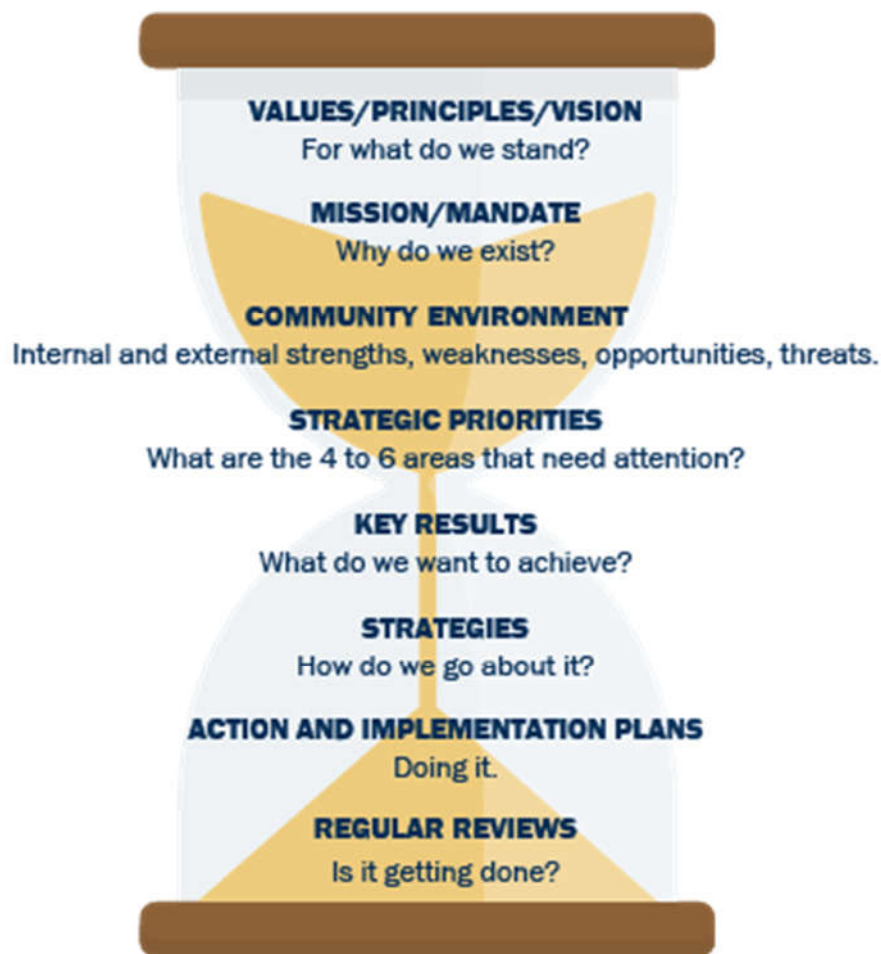 VALUES/PRINCIPLES/VISION
For what do we stand?
MISSION/MANDATE
Why do we exist?
COMMUNITY ENVIRONMENT
Internal and external strengths, weaknesses, opportunities, threats.
STRATEGIC PRIORITIES
What are the 4 to 6 areas that need attention?
KEY RESULTS
What do we want to achieve?
STRATEGIES
How do we go about it?
ACTION AND IMPLEMENTATION PLANS
Doing it.
REGULAR REVIEWS
Is it getting done?